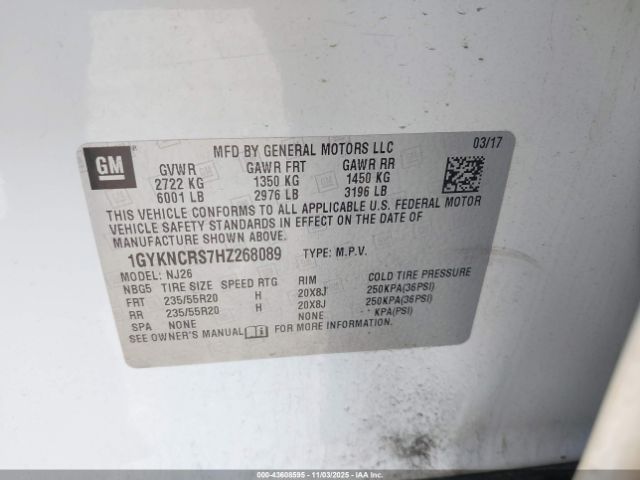 GM
MFD BY GENERAL MOTORS LLC 03/17
GVWR GAWR FRT GAWR RR
2722 KG 1350 KG 1450 KG
6001 LB 2976 LB 3196 LB
THIS VEHICLE CONFORMS TO ALL APPLICABLE U.S. FEDERAL MOTOR
VEHICLE SAFETY STANDARDS IN EFFECT ON THE DATE OF
MANUFACTURE SHOWN ABOVE.
1GYKNCRS7HZ268089 TYPE: M.P.V.
MODEL: NJ26
NBG5 TIRE SIZE SPEED RTG RIM COLD TIRE PRESSURE
FRT 235/55R20 H 20X8J 250KPA(36PSI)
RR 235/55R20 H 20X8J 250KPA(36PSI)
SPA NONE NONE KPA(PSI)
SEE OWNER'S MANUAL FOR MORE INFORMATION.
000-43608595 - 11/03/2025 - IAAI.COM